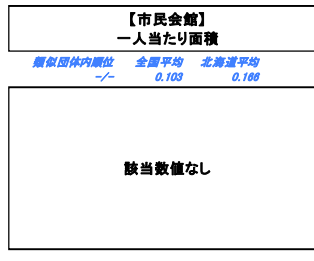 【市民会館】
一人当たり面積
類似団体内順位 全国平均 北海道平均
-/- 0.103 0.166
該当数値なし